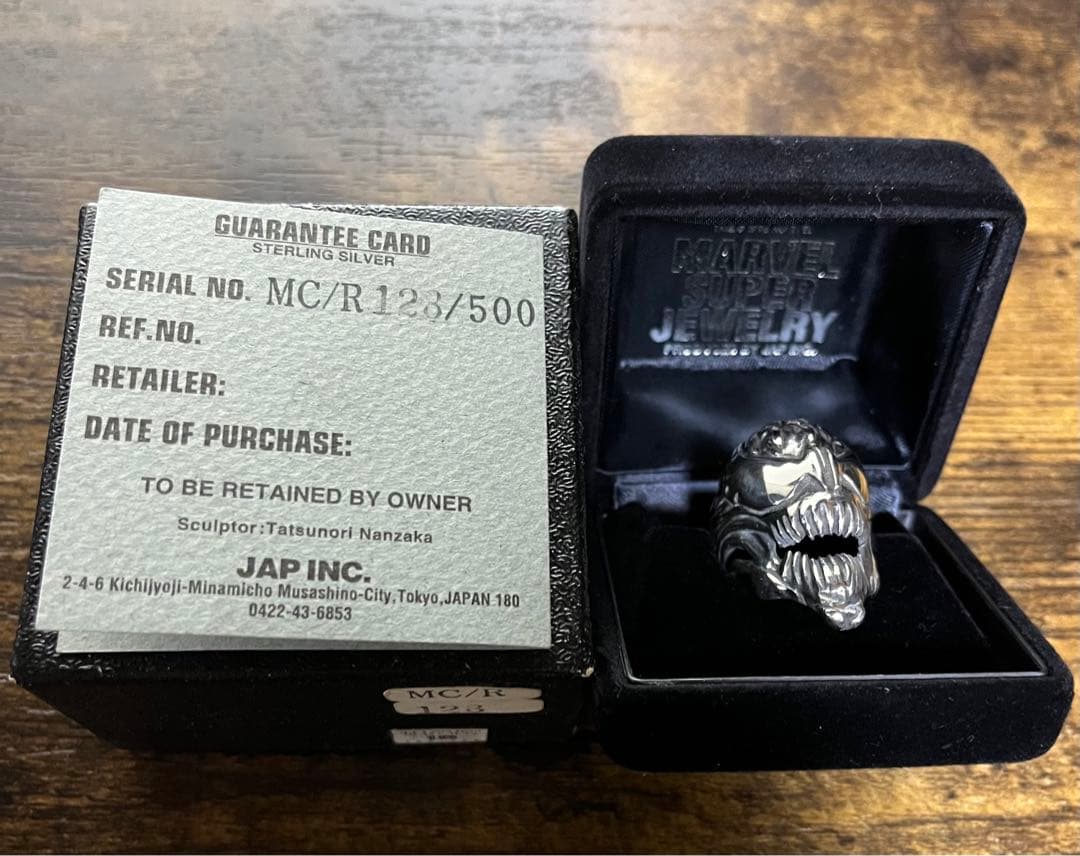 GUARANTEE CARD
STERLING SILVER
SERIAL NO. MC/R 123/500
REF.NO.
RETAILER:
DATE OF PURCHASE:
TO BE RETAINED BY OWNER
Sculptor:Tatsunori Nanzaka
JAP INC.
2-4-6 Kichijyoji-Minamicho Musashino-City,Tokyo,JAPAN 180
0422-43-6853
MC/R
123
MARVEL
SUPER
JEWELRY